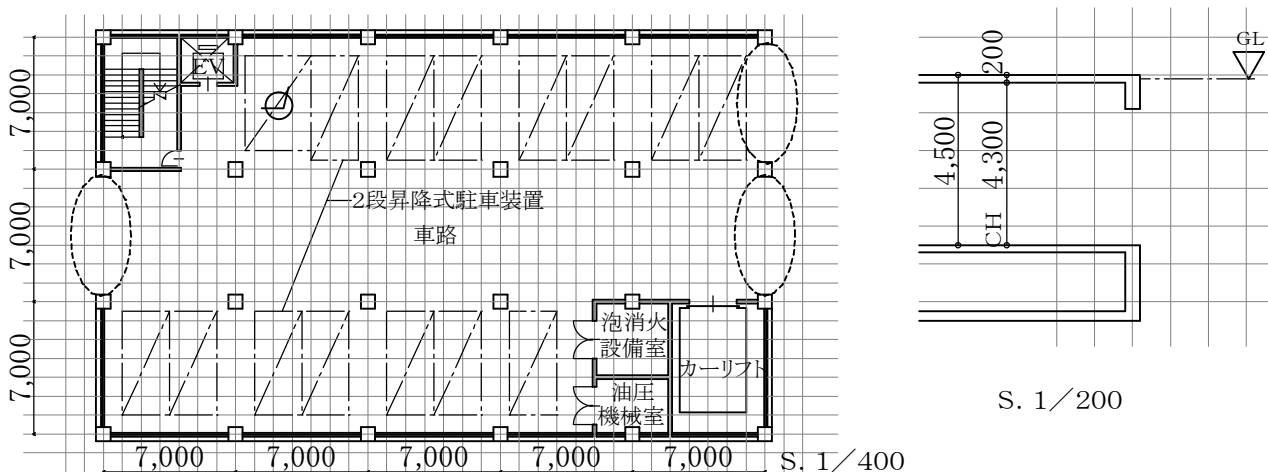 7,000
7,000
7,000
EV
2段昇降式駐車装置
車路
泡消火
設備室
カーリフト
油圧
機械室
7,000
7,000
7,000
7,000
7,000
S. 1／400
200
GL
4,500
CH 4,300
S. 1／200